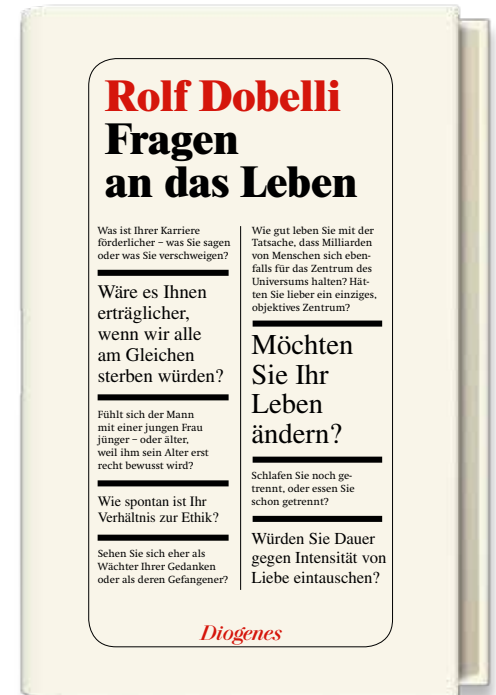 Rolf Dobelli
Fragen
an das Leben
Was ist Ihrer Karriere
förderlicher – was Sie sagen
oder was Sie verschweigen?
Wäre es Ihnen
erträglicher,
wenn wir alle
am Gleichen
sterben würden?
Fühlt sich der Mann
mit einer jungen Frau
jünger – oder älter,
weil ihm sein Alter erst
recht bewusst wird?
Wie spontan ist Ihr
Verhältnis zur Ethik?
Sehen Sie sich eher als
Wächter Ihrer Gedanken
oder als deren Gefangener?
Wie gut leben Sie mit der
Tatsache, dass Milliarden
von Menschen sich eben-
falls für das Zentrum des
Universums halten? Hät-
ten Sie lieber ein einziges,
objektives Zentrum?
Möchten
Sie Ihr
Leben
ändern?
Schlafen Sie noch ge-
trennt, oder essen Sie
schon getrennt?
Würden Sie Dauer
gegen Intensität von
Liebe eintauschen?
Diogenes